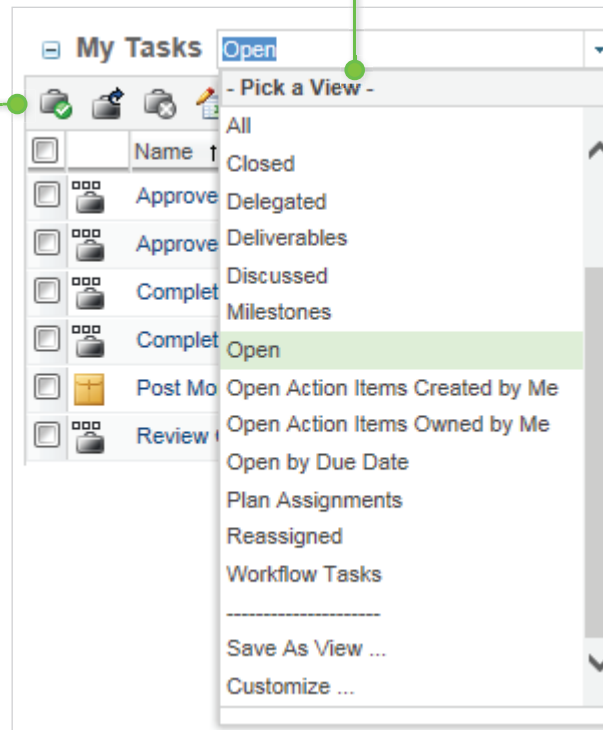 My Tasks Open
- Pick a View -
All
Closed
Delegated
Deliverables
Discussed
Milestones
Open
Open Action Items Created by Me
Open Action Items Owned by Me
Open by Due Date
Plan Assignments
Reassigned
Workflow Tasks
---------------------
Save As View ...
Customize ...
Name ↑
Approve
Approve
Complet
Complet
Post Mo
Review